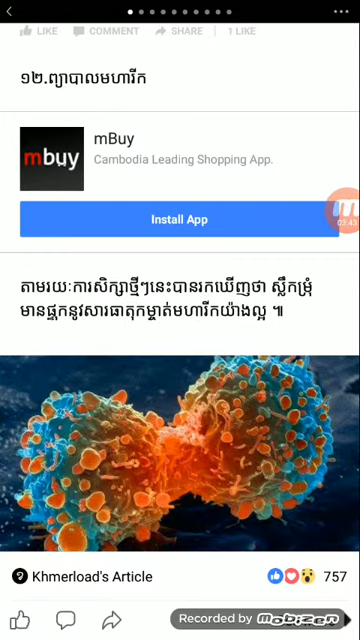 LIKE COMMENT SHARE 1 LIKE
១២.ព្យាបាលមហារីក
mbuy
mBuy
Cambodia Leading Shopping App.
Install App
03:43
តាមរយៈការសិក្សាថ្មីៗនេះបានរកឃើញថា ស្លឹកម្រុំ
មានផ្ទុកនូវសារធាតុកម្ចាត់មហារីកយ៉ាងល្អ ៕
Khmerload's Article 757
Recorded by Mobizen